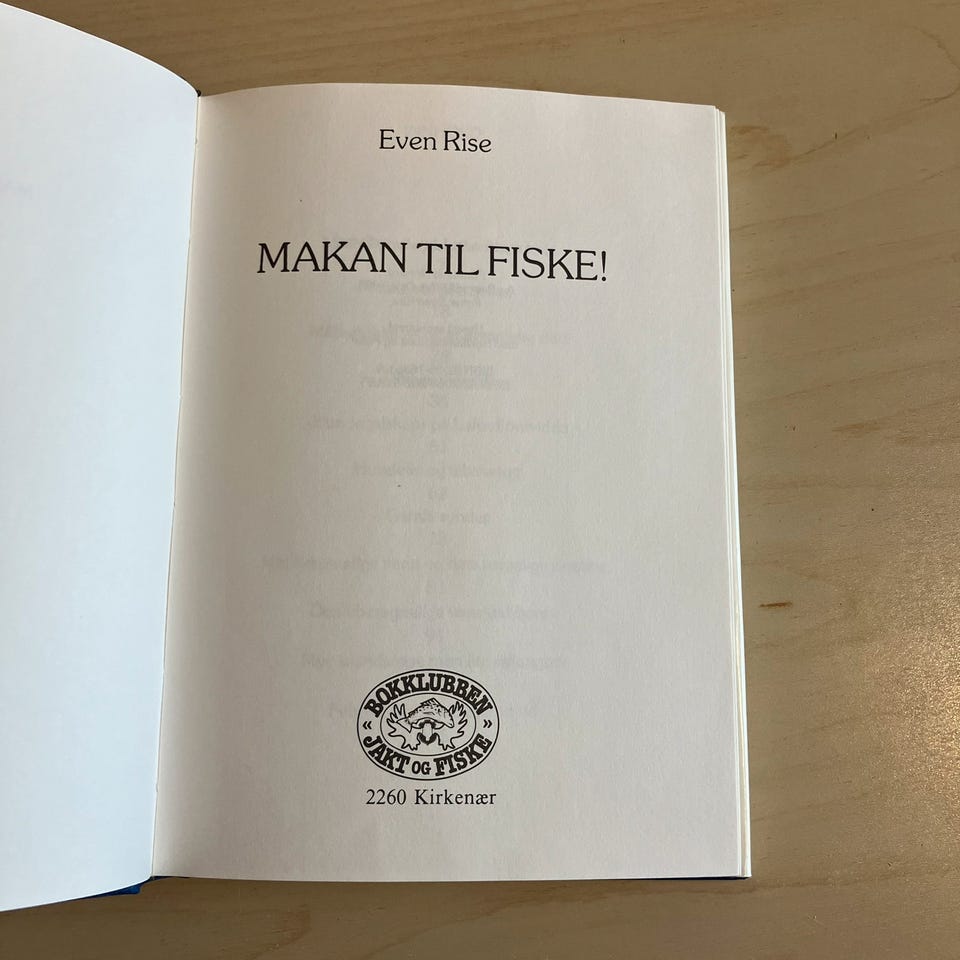 Even Rise
MAKAN TIL FISKE!
BOKKLUBBEN
« »
JAKT OG FISKE
2260 Kirkenær